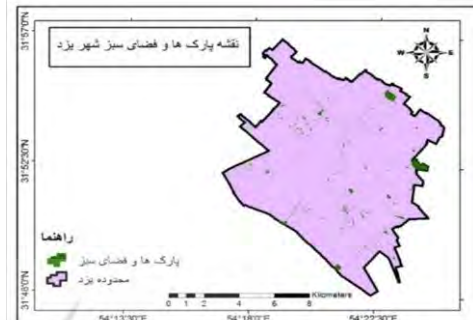 نقشه پارک ها و فضای سبز شهر یزد
N
W E
S
31°57'0"N
31°52'30"N
31°48'0"N
راهنما
پارک ها و فضای سبز
محدوده یزد
0 1 2 4 6 8 Kilometers
54°13'30"E 54°18'0"E 54°22'30"E